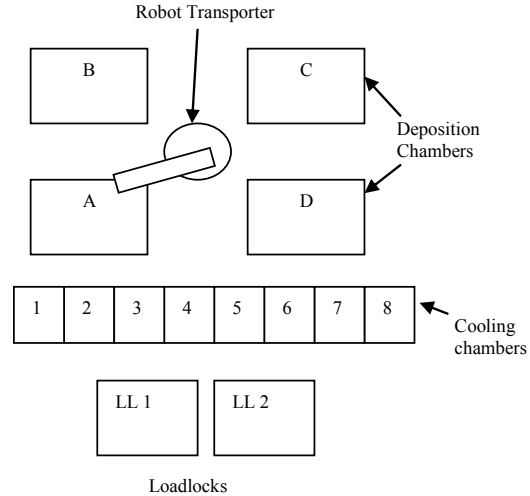 Robot Transporter
B
C
Deposition
Chambers
A
D
1 2 3 4 5 6 7 8
Cooling
chambers
LL 1
LL 2
Loadlocks